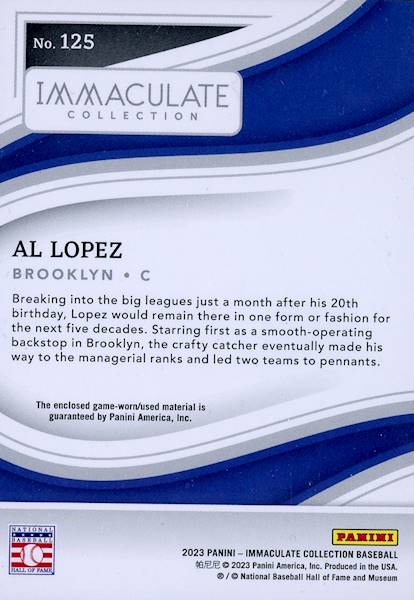 No. 125
IMMACULATE
COLLECTION
AL LOPEZ
BROOKLYN • C
Breaking into the big leagues just a month after his 20th
birthday, Lopez would remain there in one form or fashion for
the next five decades. Starring first as a smooth-operating
backstop in Brooklyn, the crafty catcher eventually made his
way to the managerial ranks and led two teams to pennants.
The enclosed game-worn/used material is
guaranteed by Panini America, Inc.
NATIONAL
BASEBALL
HALL OF FAME
PANINI
2023 PANINI – IMMACULATE COLLECTION BASEBALL
帕尼尼 © 2023 Panini America, Inc. Produced in the USA.
® / © National Baseball Hall of Fame and Museum